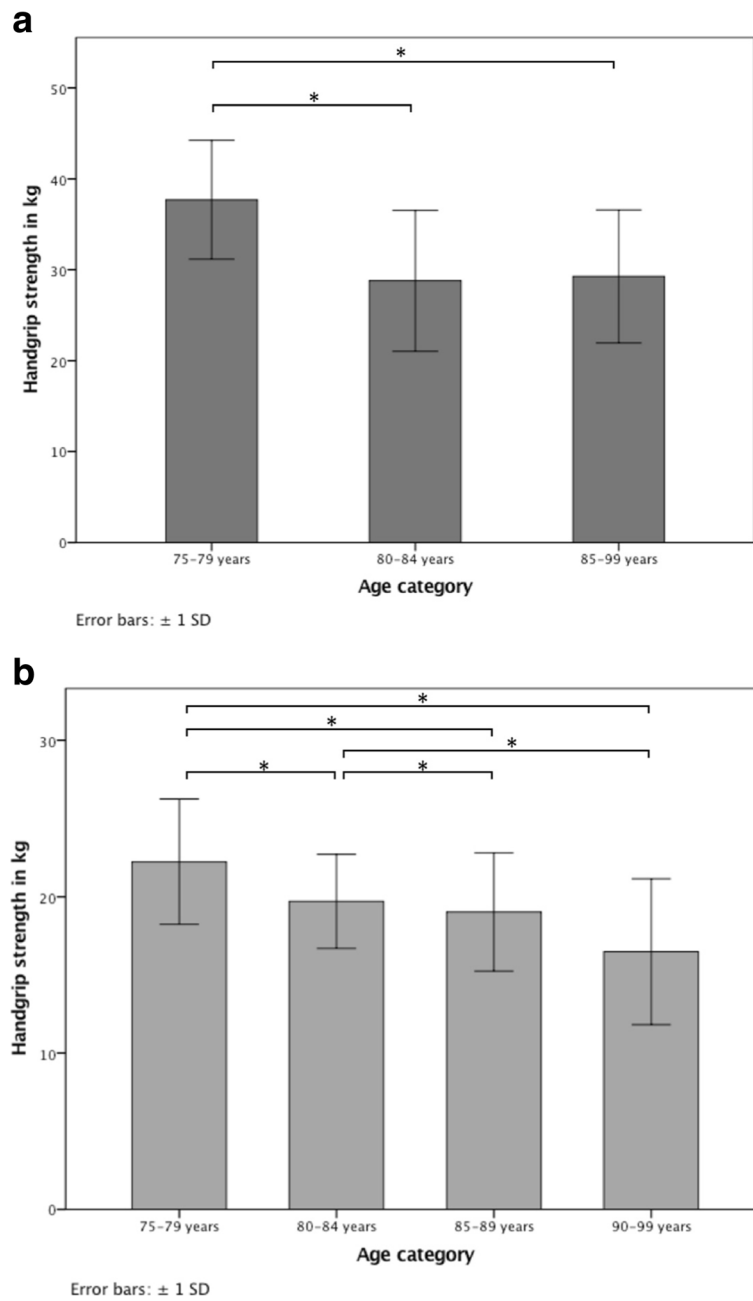 a
*
*
50
40
30
20
10
0
Handgrip strength in kg
75–79 years 80–84 years 85–99 years
Age category
Error bars: ± 1 SD
b
*
*
*
* *
30
20
10
0
Handgrip strength in kg
75–79 years 80–84 years 85–89 years 90–99 years
Age category
Error bars: ± 1 SD